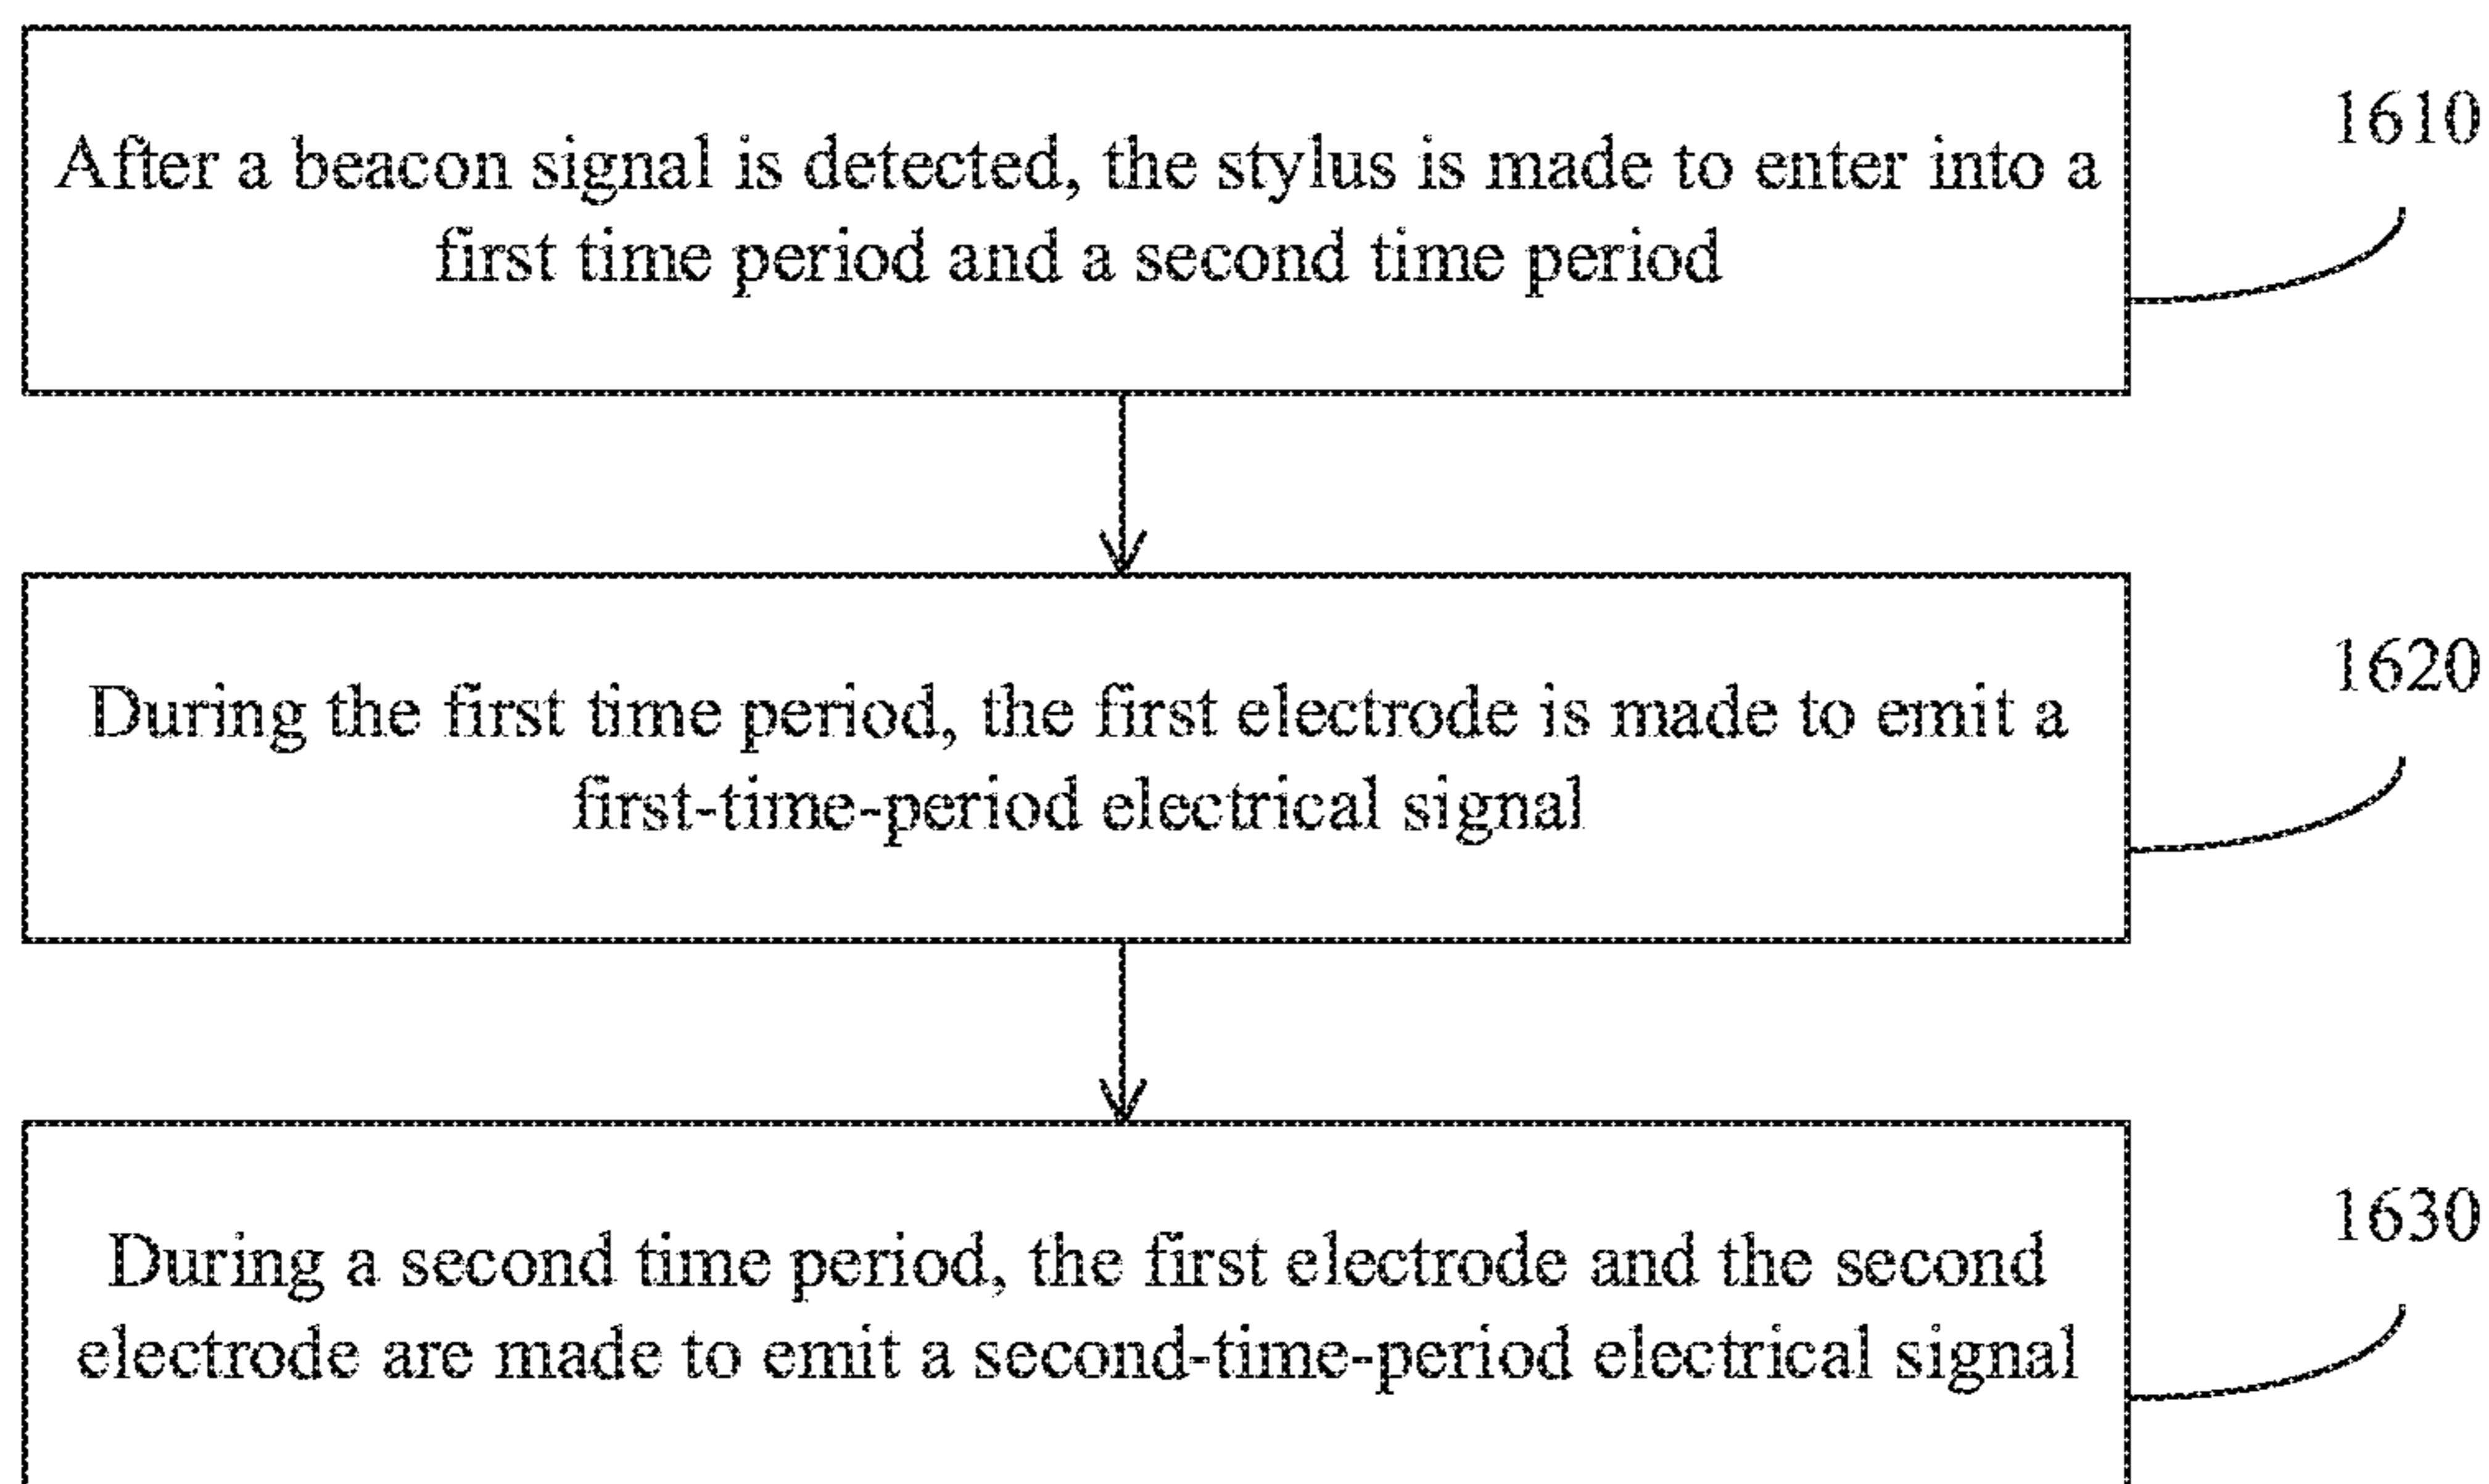 After a beacon signal is detected, the stylus is made to enter into a
first time period and a second time period
1610
During the first time period, the first electrode is made to emit a
first-time-period electrical signal
1620
During a second time period, the first electrode and the second
electrode are made to emit a second-time-period electrical signal
1630